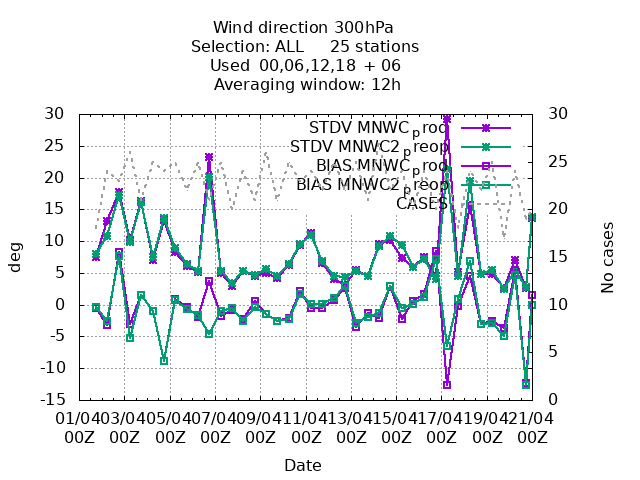 Wind direction 300hPa
Selection: ALL 25 stations
Used 00,06,12,18 + 06
Averaging window: 12h
STDV MNWC_prod
STDV MNWC2_preop
BIAS MNWC_prod
BIAS MNWC2_preop
CASES
30
25
20
15
10
5
0
-5
-10
-15
deg
30
25
20
15
10
5
0
No cases
01/04 03/04 05/04 07/04 09/04 11/04 13/04 15/04 17/04 19/04 21/04
00Z 00Z 00Z 00Z 00Z 00Z 00Z 00Z 00Z 00Z 00Z
Date